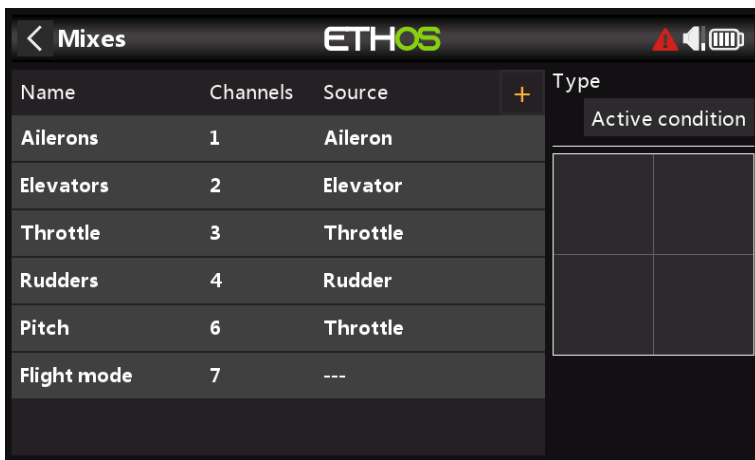 Mixes
ETHOS
Name Channels Source +
Ailerons 1 Aileron
Elevators 2 Elevator
Throttle 3 Throttle
Rudders 4 Rudder
Pitch 6 Throttle
Flight mode 7 ---
Type
Active condition